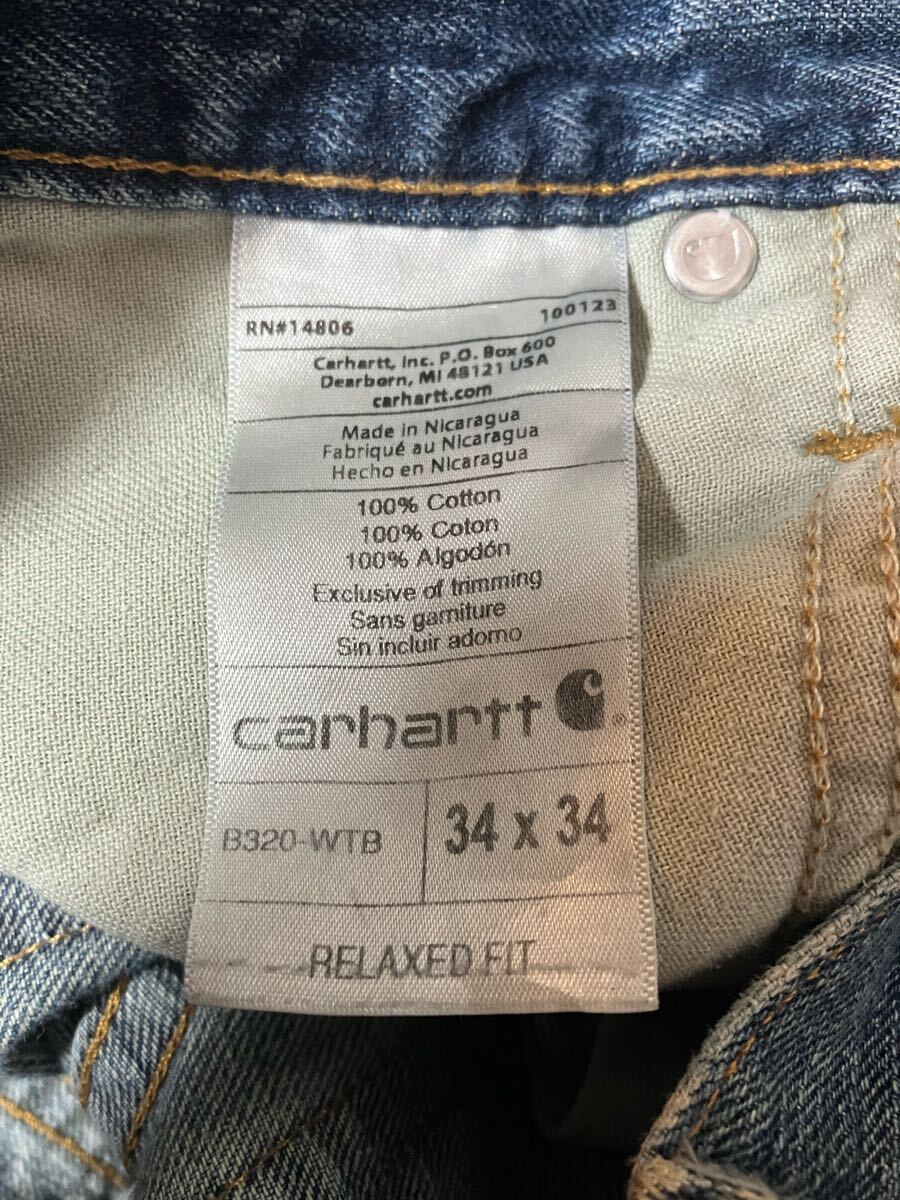 RN#14806 100123
Carhartt, Inc. P.O. Box 600
Dearborn, MI 48121 USA
carhartt.com
Made in Nicaragua
Fabriqué au Nicaragua
Hecho en Nicaragua
100% Cotton
100% Coton
100% Algodón
Exclusive of trimming
Sans garniture
Sin incluir adorno
carhartt
B320-WTB 34 x 34
RELAXED FIT